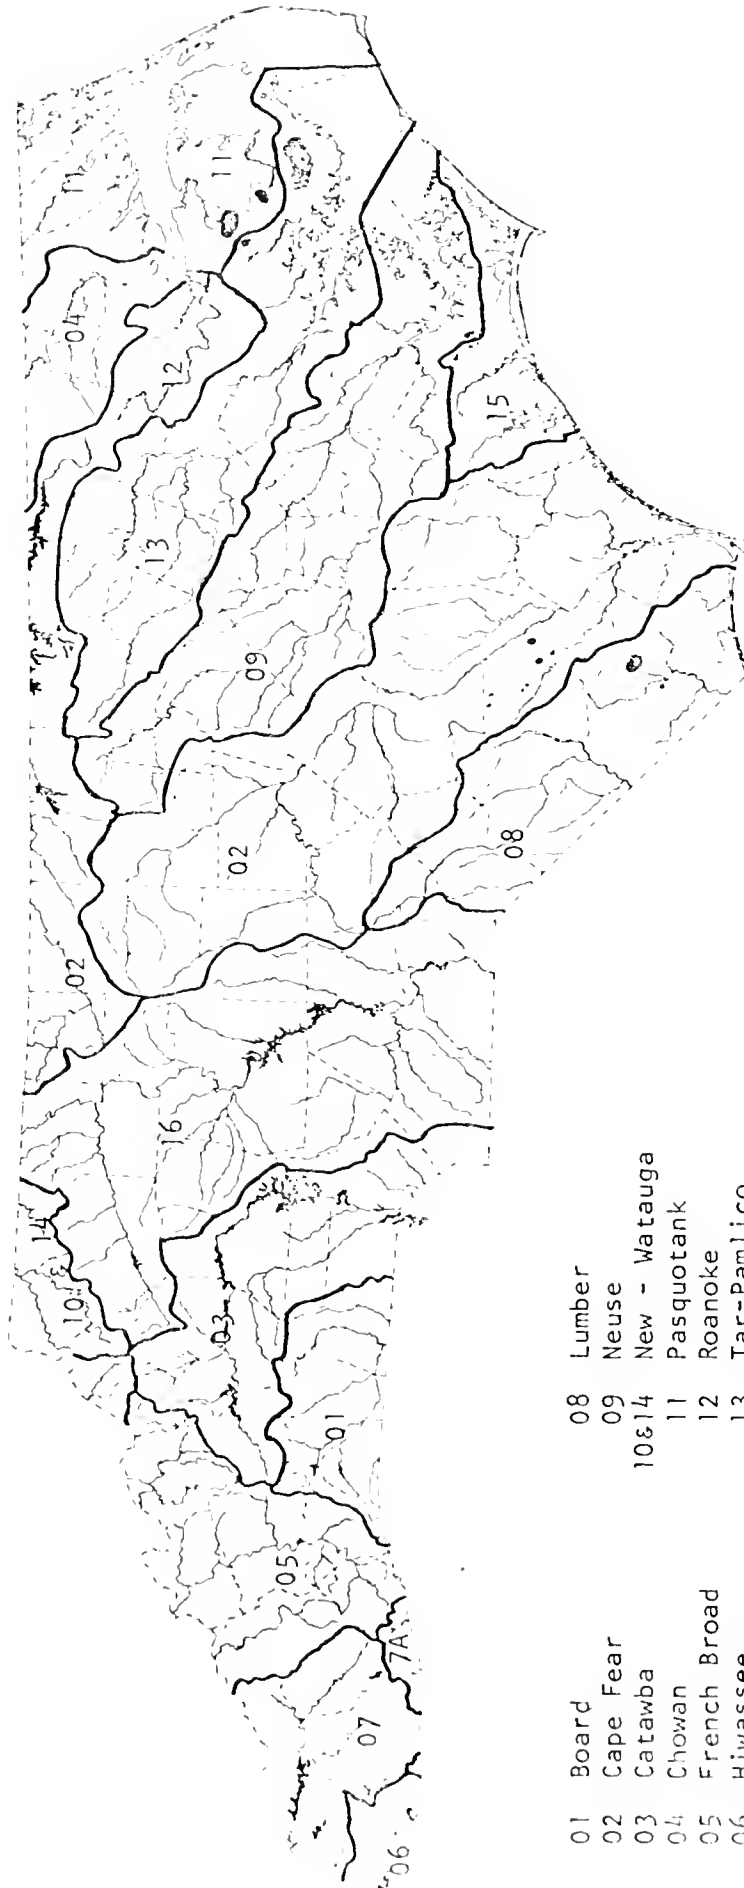 11
11
04
12
15
13
09
02
08
02
16
14
10
03
01
05
7A
07
06
01 Board
02 Cape Fear
03 Catawba
04 Chowan
05 French Broad
06 Hiwassee
08 Lumber
09 Neuse
10&14 New - Watauga
11 Pasquotank
12 Roanoke
13 Tar-Pamlico